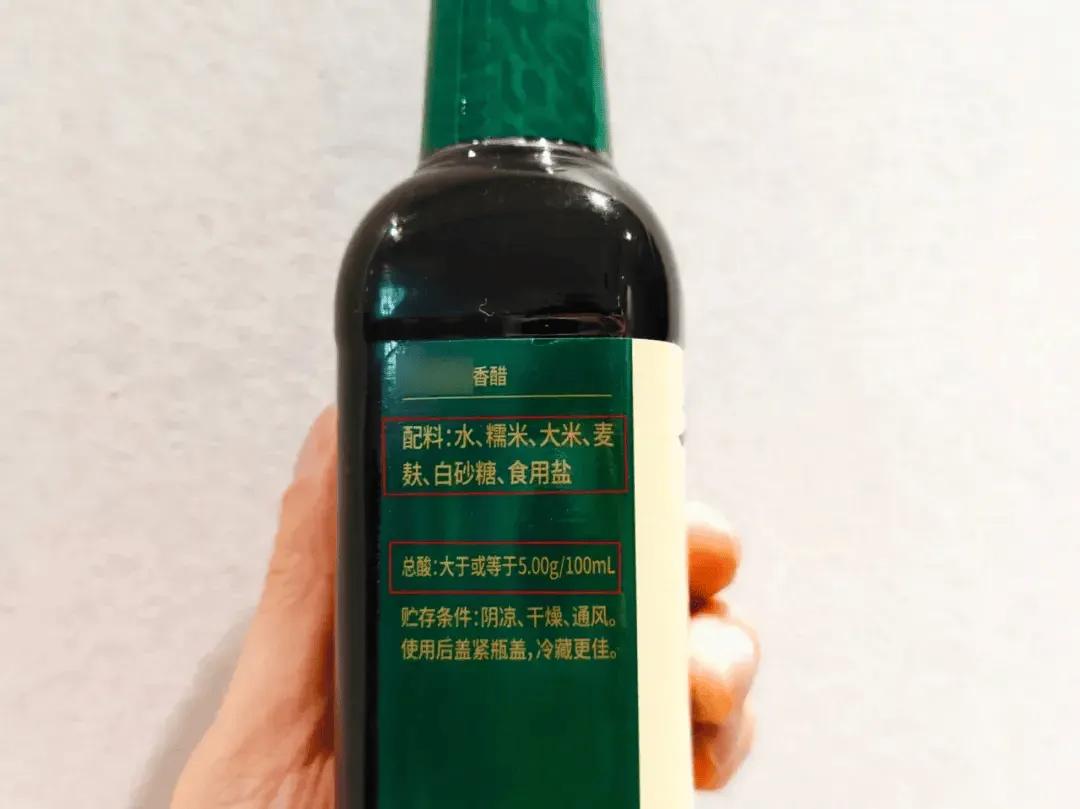 香醋
配料:水、糯米、大米、麦
麸、白砂糖、食用盐
总酸:大于或等于5.00g/100mL
贮存条件:阴凉、干燥、通风。
使用后盖紧瓶盖,冷藏更佳。